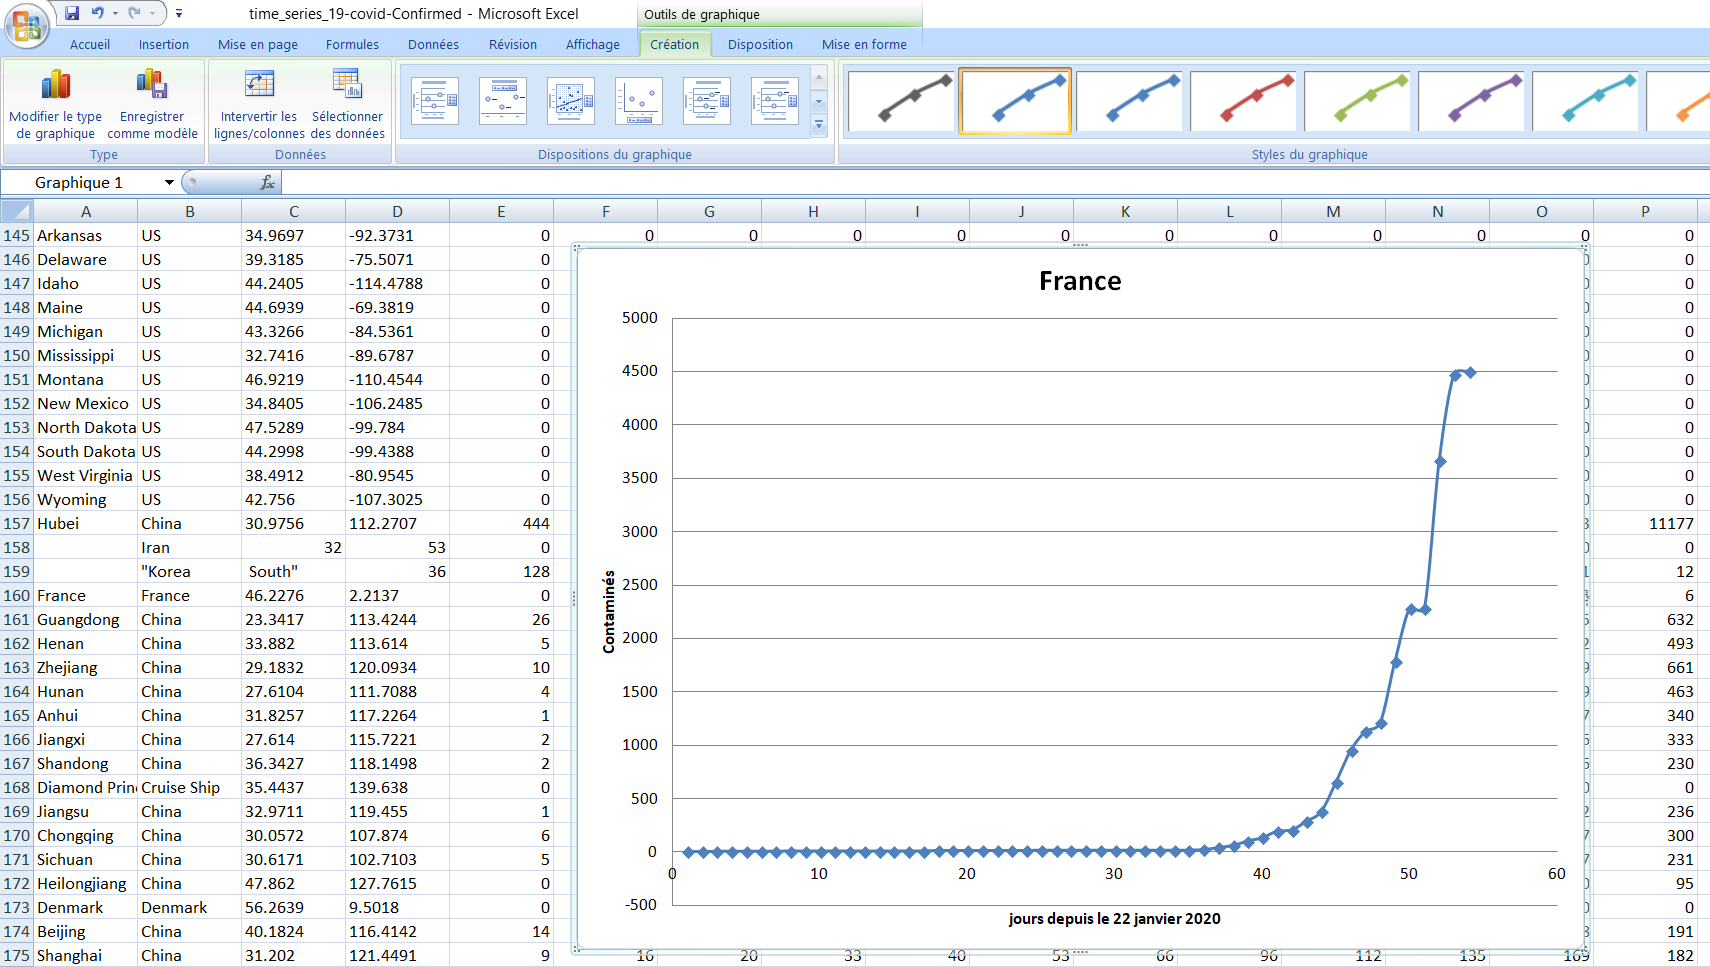 time_series_19-covid-Confirmed - Microsoft Excel
Outils de graphique
Accueil Insertion Mise en page Formules Données Révision Affichage Création Disposition Mise en forme
Modifier le type de graphique
Enregistrer comme modèle
Intervertir les lignes/colonnes
Sélectionner des données
Type Données Dispositions du graphique Styles du graphique
Graphique 1 fx
A B C D E F G H I J K L M N O P
145 Arkansas US 34.9697 -92.3731 0 0 0 0 0 0 0 0 0 0 0 0
146 Delaware US 39.3185 -75.5071 0 0
147 Idaho US 44.2405 -114.4788 0 0
148 Maine US 44.6939 -69.3819 0 0
149 Michigan US 43.3266 -84.5361 0 0
150 Mississippi US 32.7416 -89.6787 0 0
151 Montana US 46.9219 -110.4544 0 0
152 New Mexico US 34.8405 -106.2485 0 0
153 North Dakota US 47.5289 -99.784 0 0
154 South Dakota US 44.2998 -99.4388 0 0
155 West Virginia US 38.4912 -80.9545 0 0
156 Wyoming US 42.756 -107.3025 0 0
157 Hubei China 30.9756 112.2707 444 11177
158 Iran 32 53 0 0
159 "Korea South" 36 128 12
160 France France 46.2276 2.2137 0 6
161 Guangdong China 23.3417 113.4244 26 632
162 Henan China 33.882 113.614 5 493
163 Zhejiang China 29.1832 120.0934 10 661
164 Hunan China 27.6104 111.7088 4 463
165 Anhui China 31.8257 117.2264 1 340
166 Jiangxi China 27.614 115.7221 2 333
167 Shandong China 36.3427 118.1498 2 230
168 Diamond Prin Cruise Ship 35.4437 139.638 0 0
169 Jiangsu China 32.9711 119.455 1 236
170 Chongqing China 30.0572 107.874 6 300
171 Sichuan China 30.6171 102.7103 5 231
172 Heilongjiang China 47.862 127.7615 0 95
173 Denmark Denmark 56.2639 9.5018 0 0
174 Beijing China 40.1824 116.4142 14 191
175 Shanghai China 31.202 121.4491 9 16 20 33 40 53 66 96 112 135 169 182
France
5000
4500
4000
3500
3000
2500
2000
1500
1000
500
0
-500
Contaminés
0 10 20 30 40 50 60
jours depuis le 22 janvier 2020